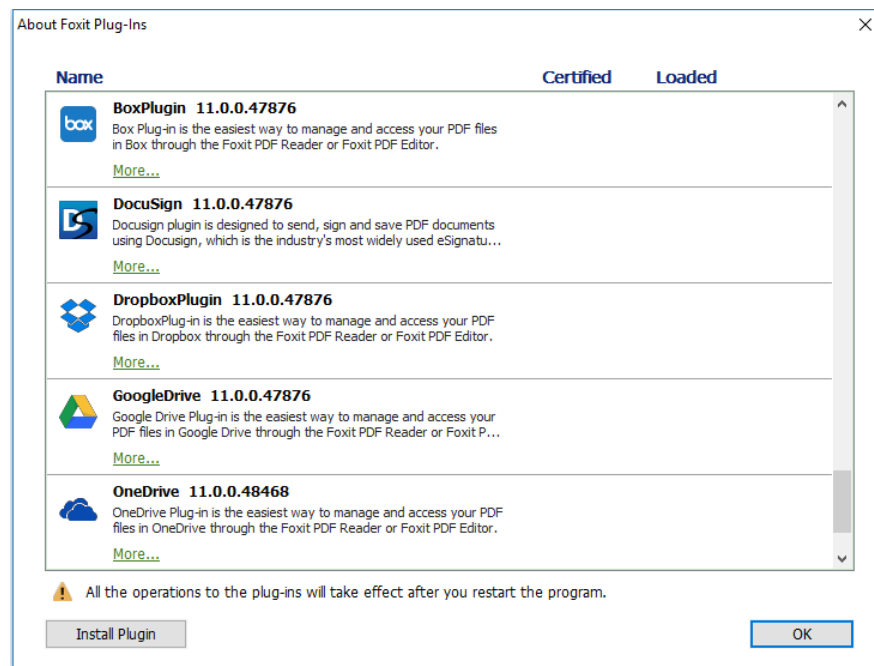 About Foxit Plug-Ins
Name Certified Loaded
box
BoxPlugin 11.0.0.47876
Box Plug-in is the easiest way to manage and access your PDF files
in Box through the Foxit PDF Reader or Foxit PDF Editor.
More...
DS
DocuSign 11.0.0.47876
Docusign plugin is designed to send, sign and save PDF documents
using Docusign, which is the industry's most widely used eSignatu...
More...
DropboxPlugin 11.0.0.47876
DropboxPlug-in is the easiest way to manage and access your PDF
files in Dropbox through the Foxit PDF Reader or Foxit PDF Editor.
More...
GoogleDrive 11.0.0.47876
Google Drive Plug-in is the easiest way to manage and access your
PDF files in Google Drive through the Foxit PDF Reader or Foxit P...
More...
OneDrive 11.0.0.48468
OneDrive Plug-in is the easiest way to manage and access your PDF
files in OneDrive through the Foxit PDF Reader or Foxit PDF Editor.
More...
All the operations to the plug-ins will take effect after you restart the program.
Install Plugin OK